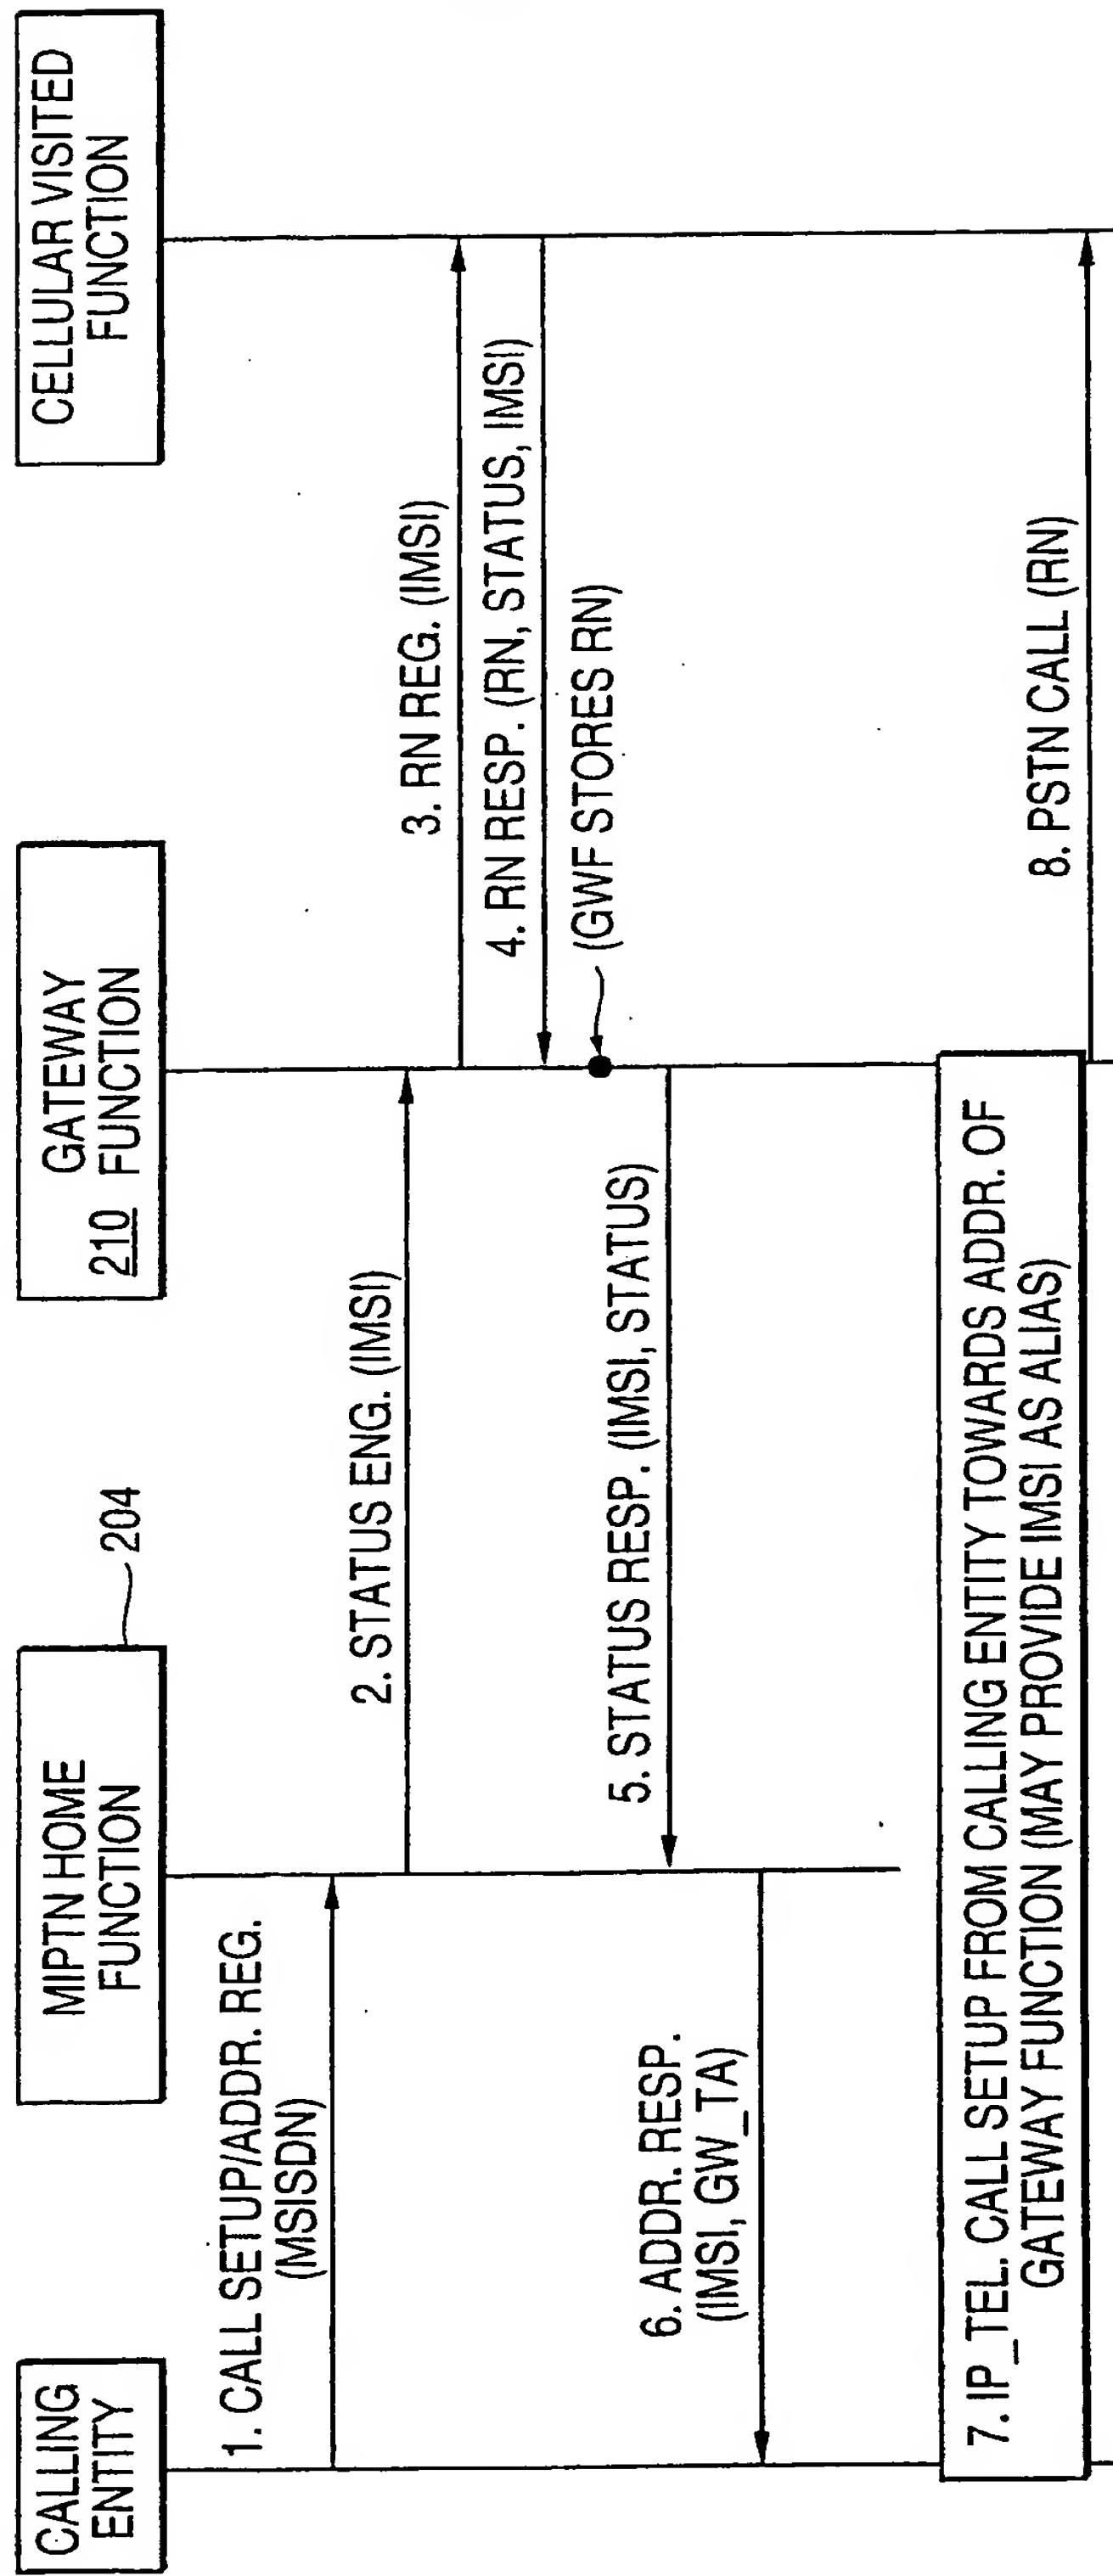 CALLING
ENTITY
MIPTN HOME
FUNCTION
204
GATEWAY
210 FUNCTION
CELLULAR VISITED
FUNCTION
1. CALL SETUP/ADDR. REG.
(MSISDN)
2. STATUS ENG. (IMSI)
3. RN REG. (IMSI)
4. RN RESP. (RN, STATUS, IMSI)
(GWF STORES RN)
5. STATUS RESP. (IMSI, STATUS)
6. ADDR. RESP.
(IMSI, GW_TA)
7. IP_TEL. CALL SETUP FROM CALLING ENTITY TOWARDS ADDR. OF
GATEWAY FUNCTION (MAY PROVIDE IMSI AS ALIAS)
8. PSTN CALL (RN)